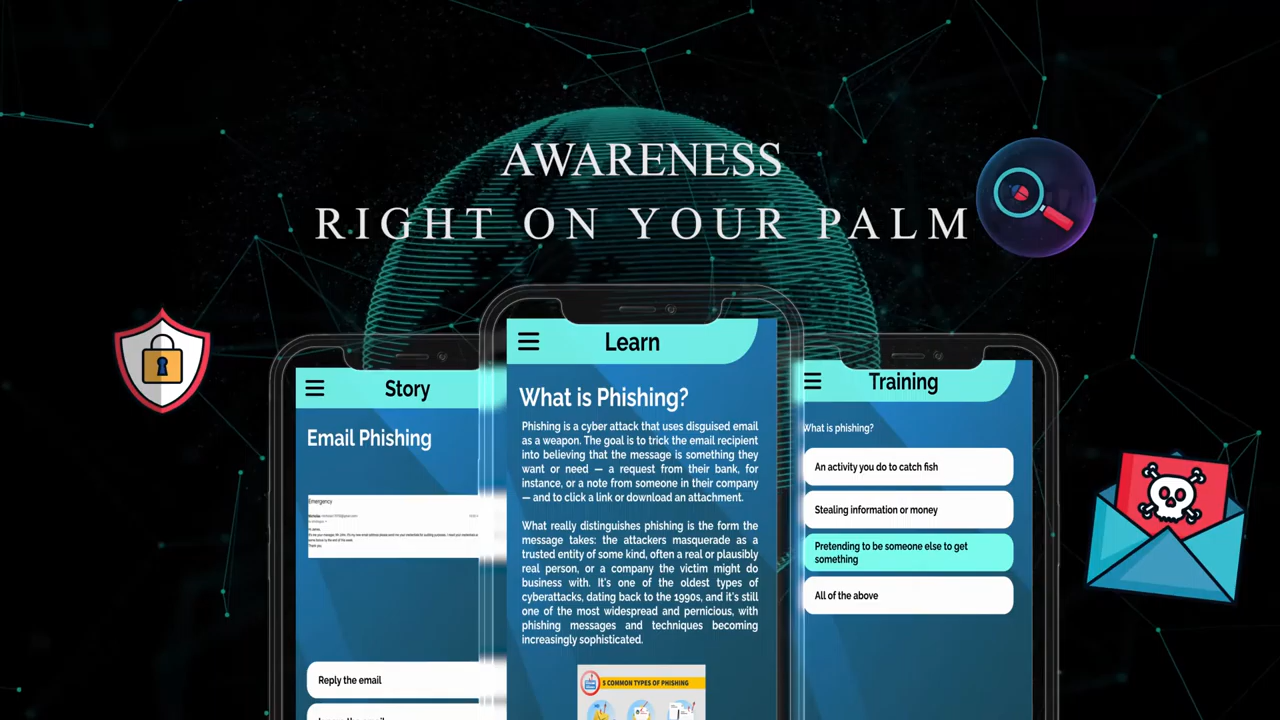 AWARENESS
RIGHT ON YOUR PALM
Story
Email Phishing
Emergency
Hi James,
Thank you,
Reply the email
Learn
What is Phishing?
Phishing is a cyber attack that uses disguised email
as a weapon. The goal is to trick the email recipient
into believing that the message is something they
want or need — a request from their bank, for
instance, or a note from someone in their company
— and to click a link or download an attachment.
What really distinguishes phishing is the form the
message takes: the attackers masquerade as a
trusted entity of some kind, often a real or plausibly
real person, or a company the victim might do
business with. It's one of the oldest types of
cyberattacks, dating back to the 1990s, and it's still
one of the most widespread and pernicious, with
phishing messages and techniques becoming
increasingly sophisticated.
5 COMMON TYPES OF PHISHING
Training
What is phishing?
An activity you do to catch fish
Stealing information or money
Pretending to be someone else to get
something
All of the above